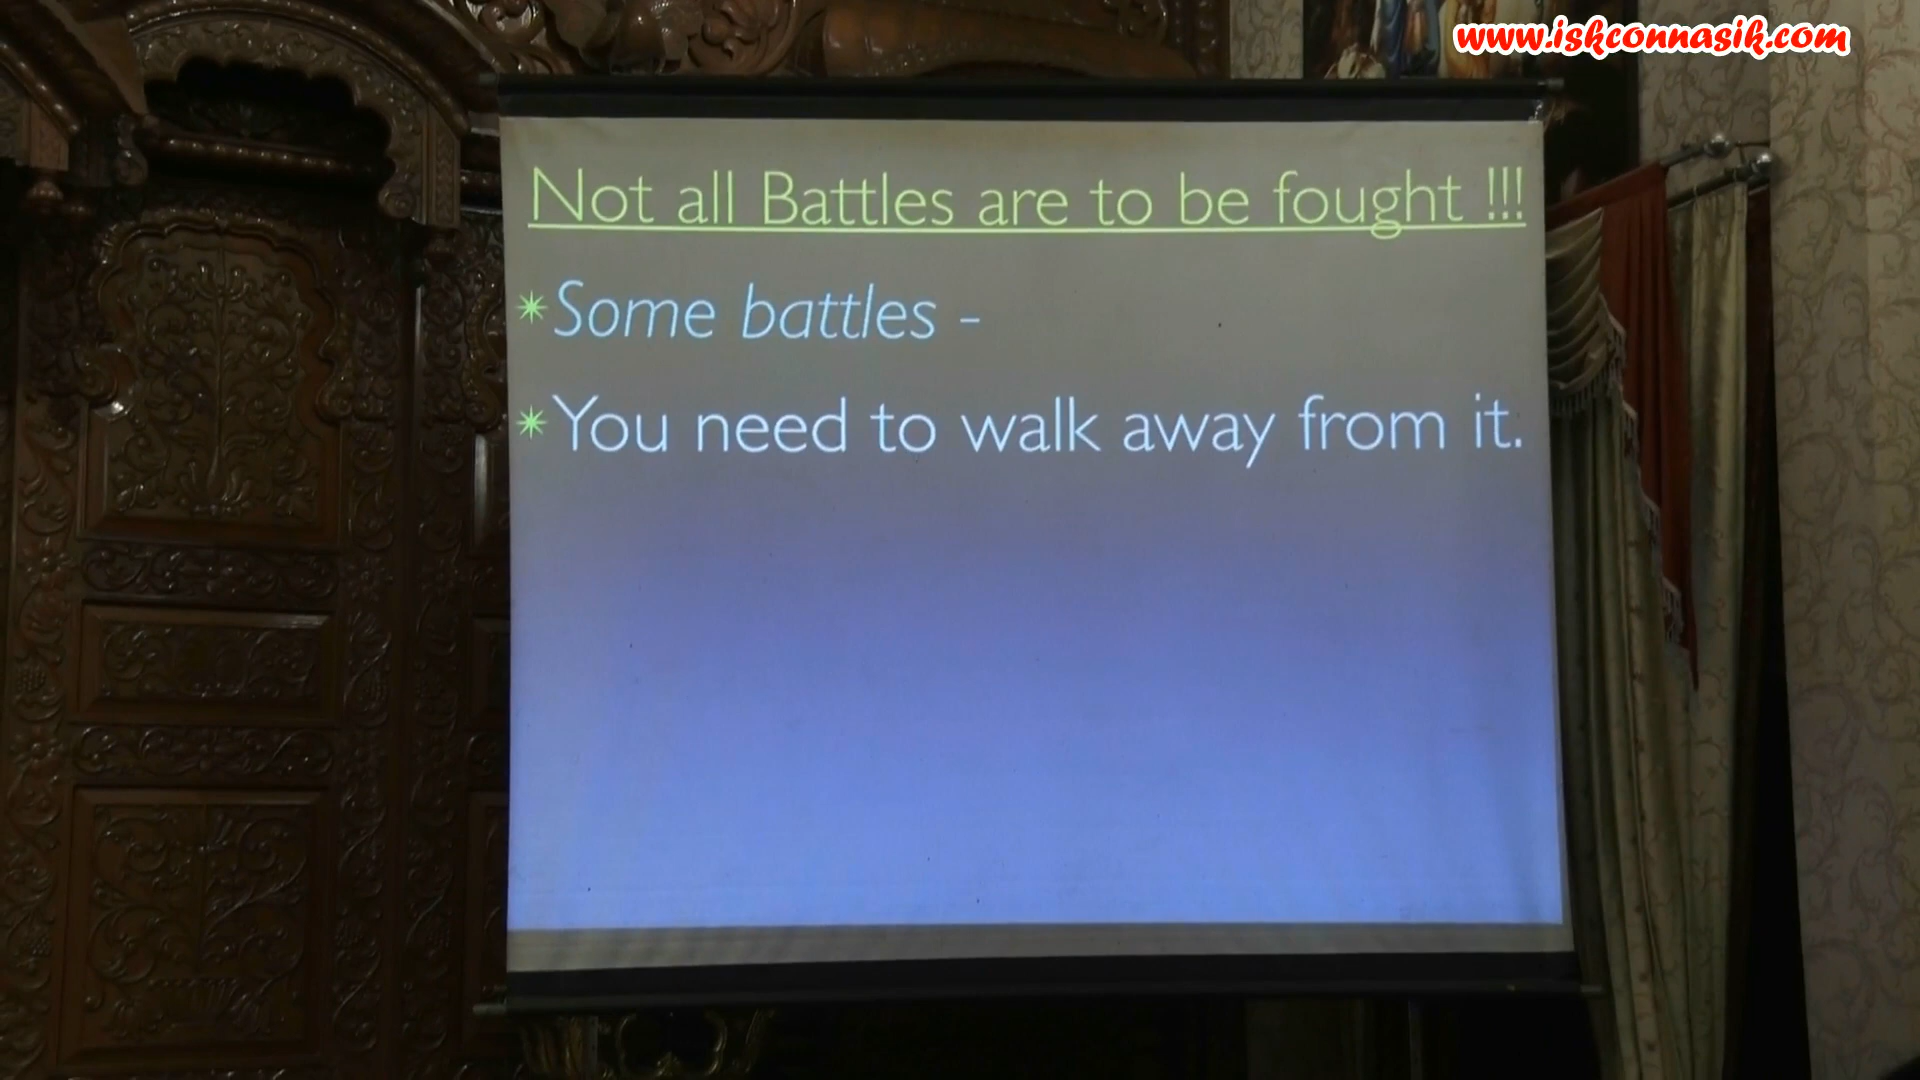 www.iskconnasik.com
Not all Battles are to be fought !!!
Some battles -
You need to walk away from it.